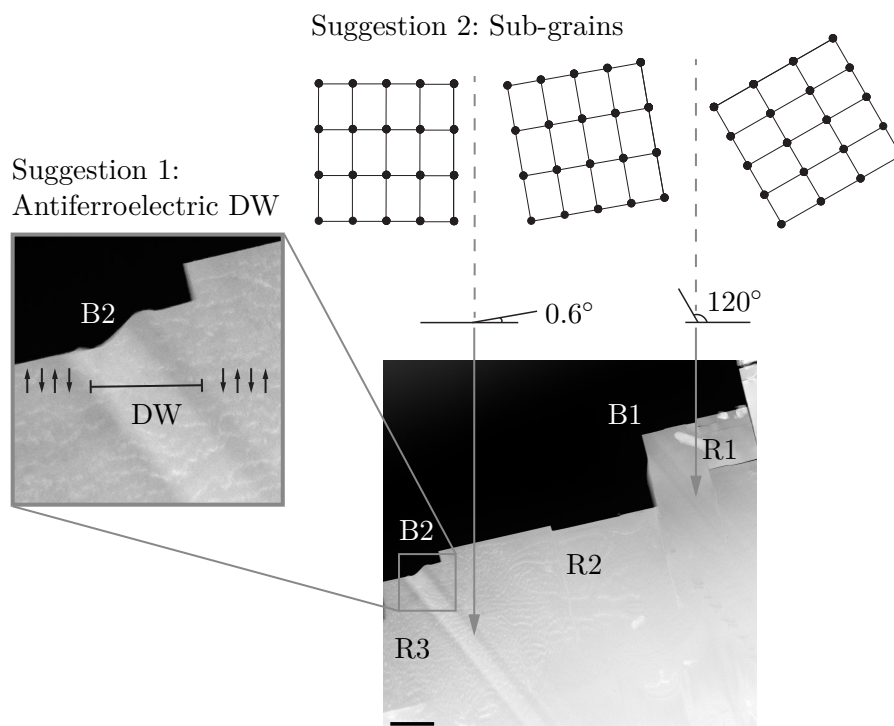 Suggestion 2: Sub-grains
Suggestion 1:
Antiferroelectric DW
B2
DW
0.6°
120°
B1
R1
B2
R2
R3